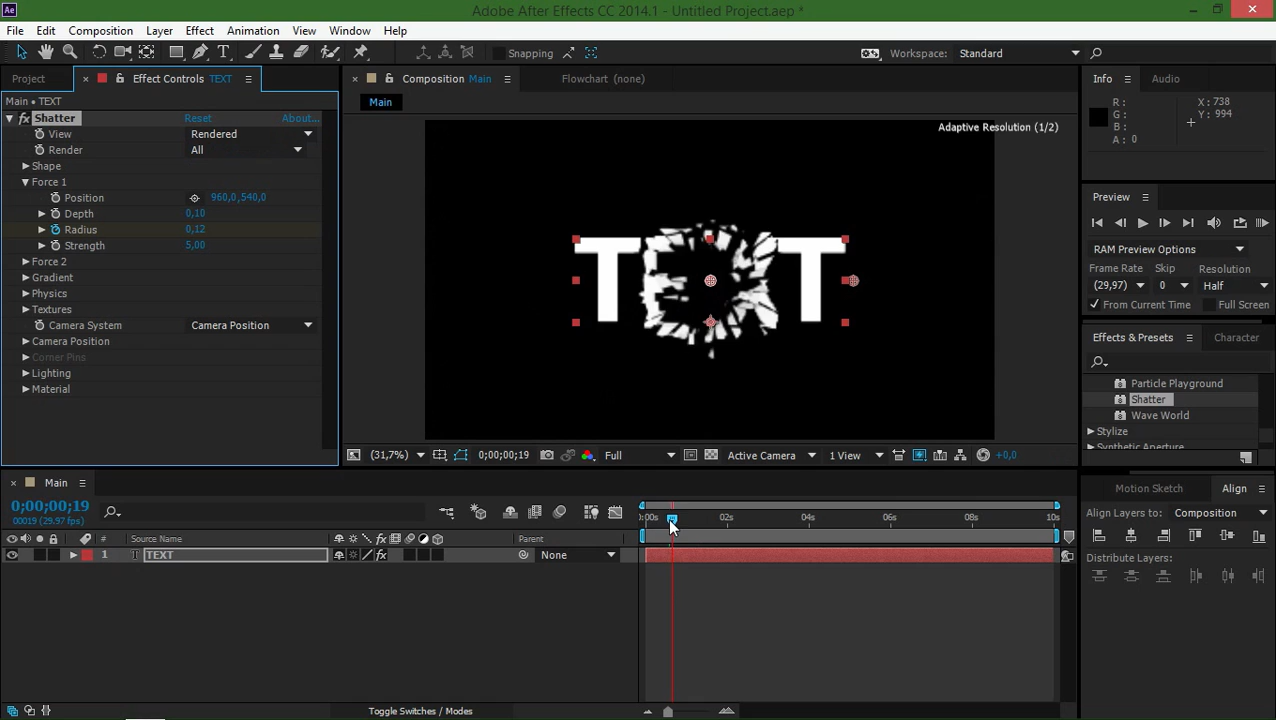 Ae Adobe After Effects CC 2014.1 - Untitled Project.aep *
File Edit Composition Layer Effect Animation View Window Help
Snapping Workspace: Standard
Project Effect Controls TEXT Composition Main Flowchart (none) Info Audio
Main • TEXT Main
R: X: 738
G: Y: 994
B:
A: 0
fx Shatter Reset About...
View Rendered
Render All
Shape
Force 1
Position 960,0,540,0
Depth 0,10
Radius 0,12
Strength 5,00
Force 2
Gradient
Physics
Textures
Camera System Camera Position
Camera Position
Corner Pins
Lighting
Material
Adaptive Resolution (1/2)
TEXT
(31,7%) 0;00;00;19 Full Active Camera 1 View +0,0
Preview
RAM Preview Options
Frame Rate Skip Resolution
(29,97) 0 Half
From Current Time Full Screen
Effects & Presets Character
Particle Playground
Shatter
Wave World
Stylize
Synthetic Aperture
Motion Sketch Align
Align Layers to: Composition
Distribute Layers:
Main
0;00;00;19
00019 (29.97 fps)
:00s 02s 04s 06s 08s 10s
# Source Name Parent
1 T TEXT fx None
Toggle Switches / Modes